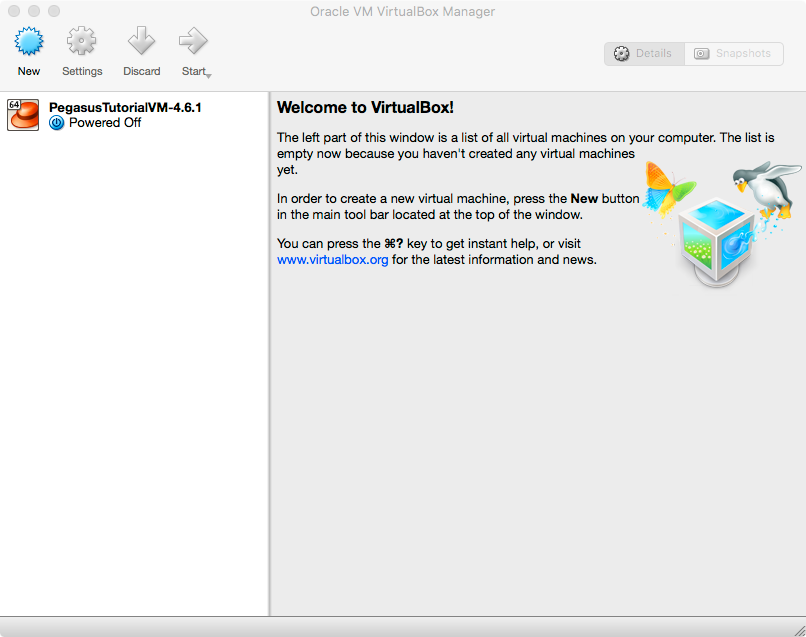 Oracle VM VirtualBox Manager
New
Settings
Discard
Start
Details
Snapshots
64
PegasusTutorialVM-4.6.1
Powered Off
Welcome to VirtualBox!
The left part of this window is a list of all virtual machines on your computer. The list is
empty now because you haven't created any virtual machines
yet.
In order to create a new virtual machine, press the New button
in the main tool bar located at the top of the window.
You can press the ⌘? key to get instant help, or visit
www.virtualbox.org for the latest information and news.